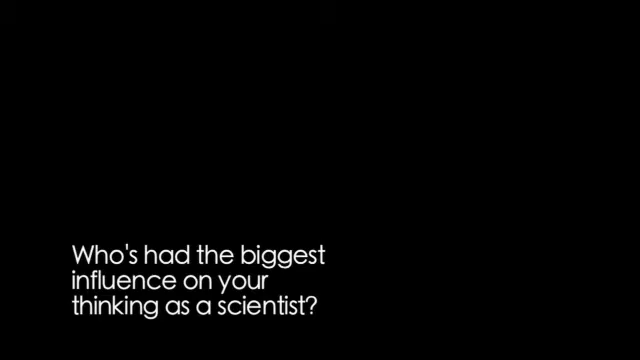 Who's had the biggest
influence on your
thinking as a scientist?